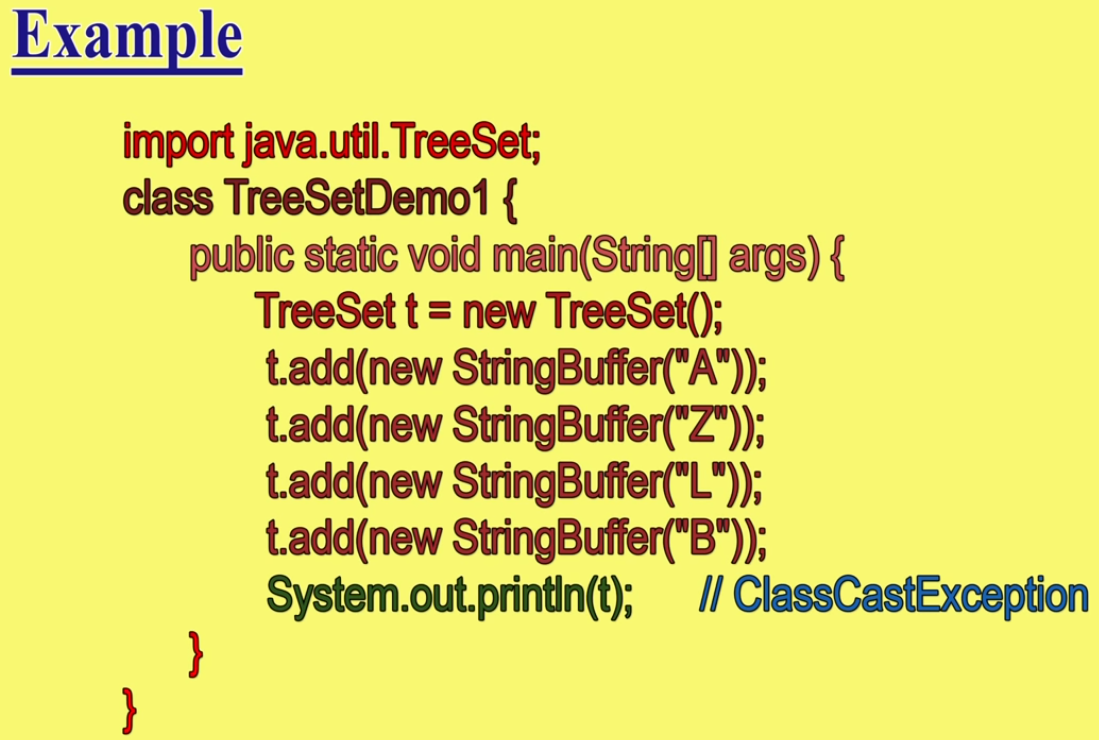 Example
import java.util.TreeSet;
class TreeSetDemo1 {
public static void main(String[] args) {
TreeSet t = new TreeSet();
t.add(new StringBuffer("A"));
t.add(new StringBuffer("Z"));
t.add(new StringBuffer("L"));
t.add(new StringBuffer("B"));
System.out.println(t); // ClassCastException
}
}